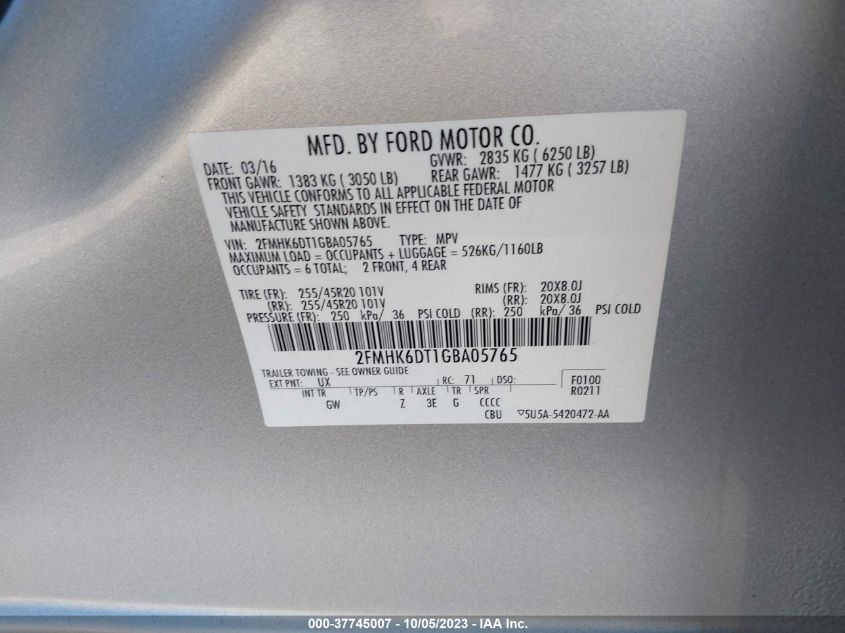 MFD. BY FORD MOTOR CO.
DATE: 03/16 GVWR: 2835 KG ( 6250 LB)
FRONT GAWR: 1383 KG ( 3050 LB) REAR GAWR: 1477 KG ( 3257 LB)
THIS VEHICLE CONFORMS TO ALL APPLICABLE FEDERAL MOTOR
VEHICLE SAFETY STANDARDS IN EFFECT ON THE DATE OF
MANUFACTURE SHOWN ABOVE.
VIN: 2FMHK6DT1GBA05765 TYPE: MPV
MAXIMUM LOAD = OCCUPANTS + LUGGAGE = 526KG/1160LB
OCCUPANTS = 6 TOTAL; 2 FRONT, 4 REAR
TIRE (FR): 255/45R20 101V RIMS (FR): 20X8.0J
(RR): 255/45R20 101V (RR): 20X8.0J
PRESSURE (FR): 250 kPa/ 36 PSI COLD (RR): 250 kPa/ 36 PSI COLD
2FMHK6DT1GBA05765
TRAILER TOWING - SEE OWNER GUIDE
EXT PNT: UX RC: 71 DSO: F0100
INT TR TP/PS R AXLE TR SPR R0211
GW Z 3E G CCCC
CBU ▽5U5A-5420472-AA
000-37745007 - 10/05/2023 - IAA Inc.